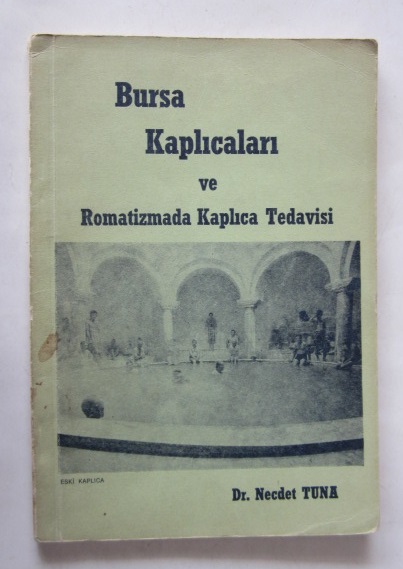 Bursa
Kaplıcaları
ve
Romatizmada Kaplıca Tedavisi
ESKİ KAPLICA
Dr. Necdet TUNA